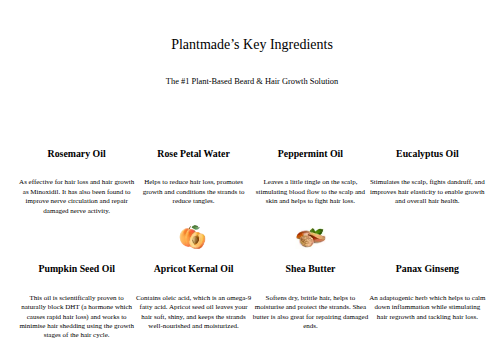 Plantmade’s Key Ingredients
The #1 Plant-Based Beard & Hair Growth Solution
Rosemary Oil
As effective for hair loss and hair growth
as Minoxidil. It has also been found to
improve nerve circulation and repair
damaged nerve activity.
Rose Petal Water
Helps to reduce hair loss, promotes
growth and conditions the strands to
reduce tangles.
Peppermint Oil
Leaves a little tingle on the scalp,
stimulating blood flow to the scalp and
skin and helps to fight hair loss.
Eucalyptus Oil
Stimulates the scalp, fights dandruff, and
improves hair elasticity to enable growth
and overall hair health.
Pumpkin Seed Oil
This oil is scientifically proven to
naturally block DHT (a hormone which
causes rapid hair loss) and works to
minimise hair shedding using the growth
stages of the hair cycle.
Apricot Kernal Oil
Contains oleic acid, which is an omega-9
fatty acid. Apricot seed oil leaves your
hair soft, shiny, and keeps the strands
well-nourished and moisturized.
Shea Butter
Softens dry, brittle hair, helps to
moisturise and protect the strands. Shea
butter is also great for repairing damaged
ends.
Panax Ginseng
An adaptogenic herb which helps to calm
down inflammation while stimulating
hair regrowth and tackling hair loss.